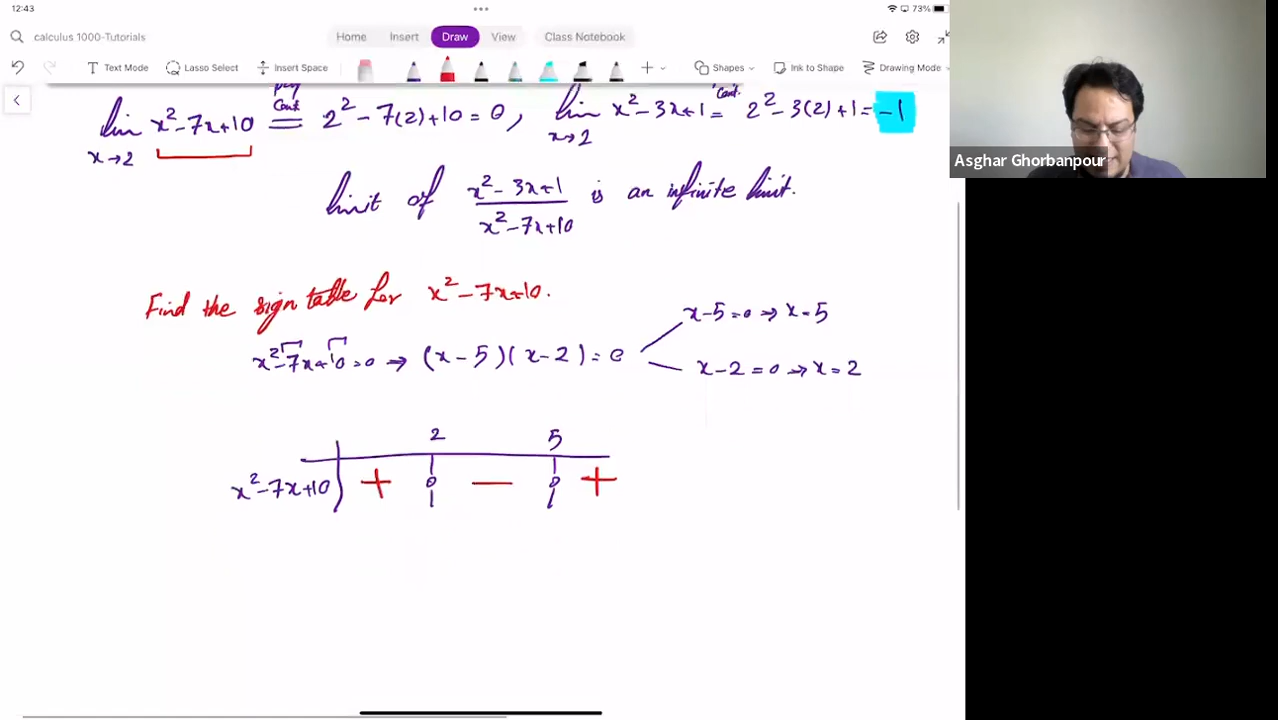 12:43
73%
calculus 1000-Tutorials
Home Insert Draw View Class Notebook
Text Mode Lasso Select Insert Space Shapes Ink to Shape Drawing Mode
poly Cont. Cont.
lim x→2 x²-7x+10 = 2²-7(2)+10=0, lim x→2 x²-3x+1 = 2²-3(2)+1=-1
limit of (x²-3x+1)/(x²-7x+10) is an infinite limit.
Find the sign table for x²-7x+10.
x-5=0 ⇒ x=5
x²-7x+10=0 ⇒ (x-5)(x-2)=0
x-2=0 ⇒ x=2
2 5
x²-7x+10 + 0 - 0 +
Asghar Ghorbanpour